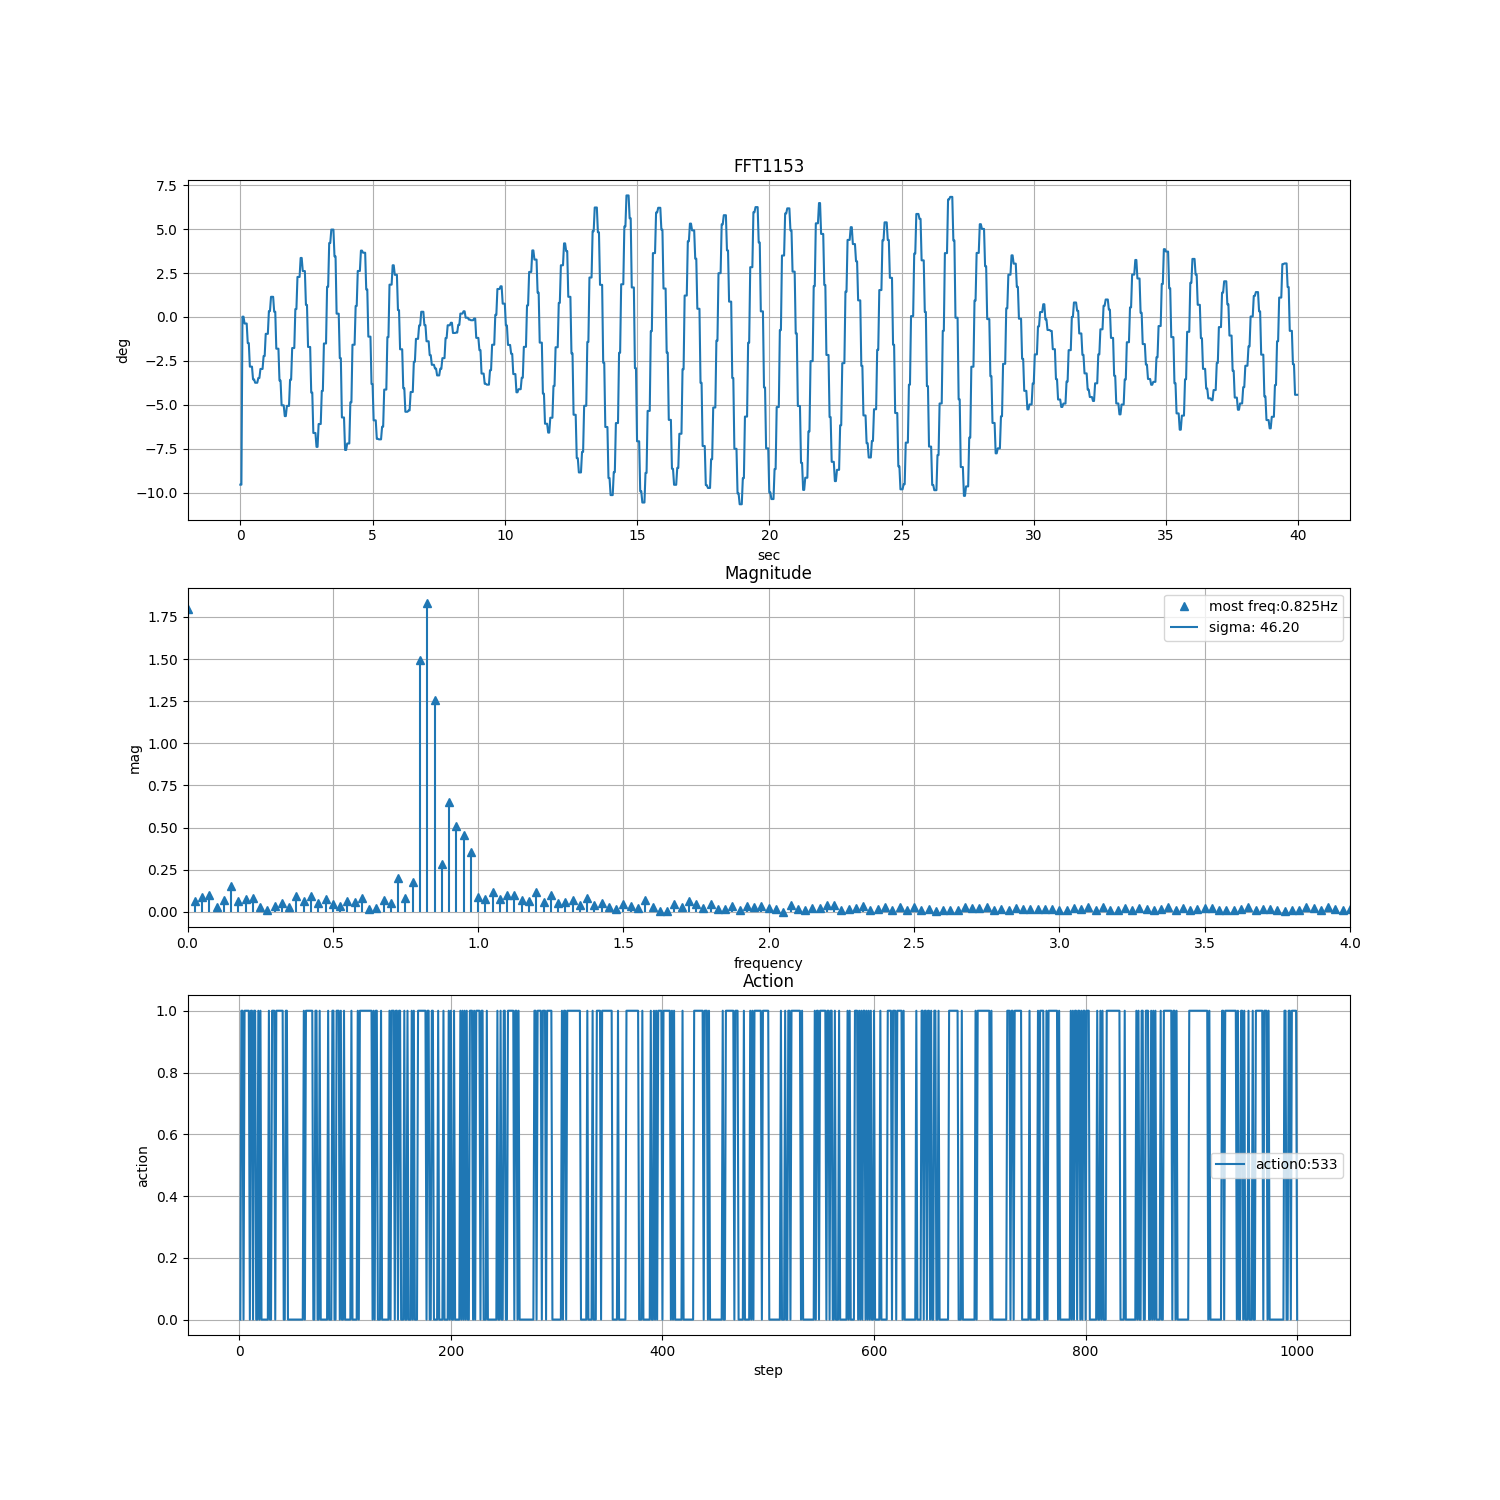 FFT1153
7.5
5.0
2.5
0.0
−2.5
−5.0
−7.5
−10.0
deg
0 5 10 15 20 25 30 35 40
sec
Magnitude
1.75
1.50
1.25
1.00
0.75
0.50
0.25
0.00
mag
most freq:0.825Hz
sigma: 46.20
0.0 0.5 1.0 1.5 2.0 2.5 3.0 3.5 4.0
frequency
Action
1.0
0.8
0.6
0.4
0.2
0.0
action
action0:533
0 200 400 600 800 1000
step